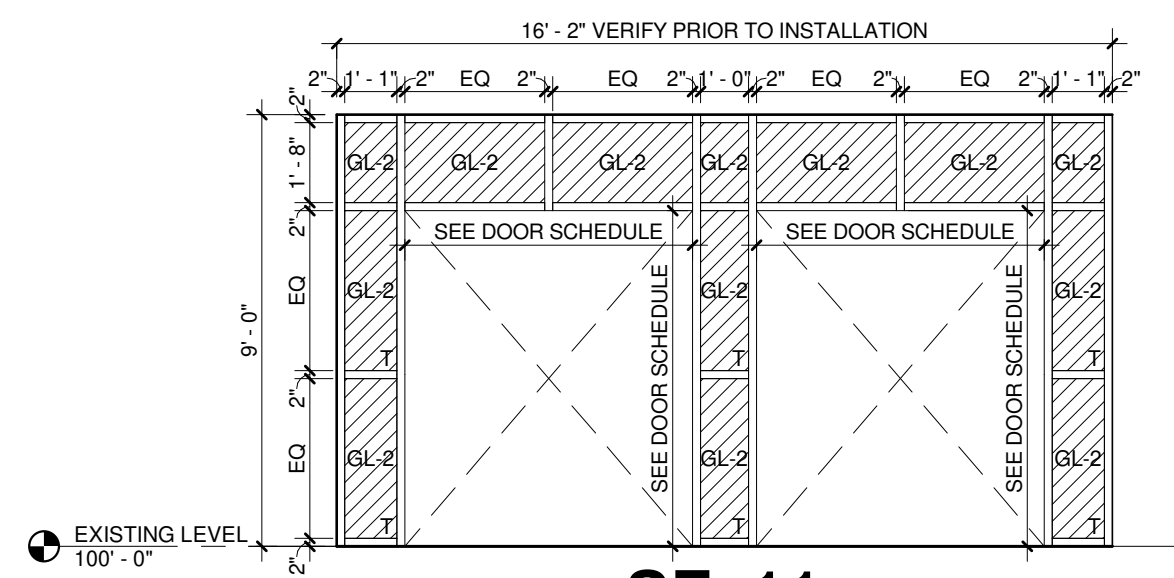 16' - 2" VERIFY PRIOR TO INSTALLATION
2" 1' - 1" 2" EQ 2" EQ 2" 1' - 0" 2" EQ 2" EQ 2" 1' - 1" 2"
2"
1' - 8"
2"
EQ
2"
EQ
2"
9' - 0"
GL-2 GL-2 GL-2 GL-2 GL-2 GL-2 GL-2
SEE DOOR SCHEDULE SEE DOOR SCHEDULE
SEE DOOR SCHEDULE
SEE DOOR SCHEDULE
GL-2 GL-2 GL-2
T T T
GL-2 GL-2 GL-2
T T T
EXISTING LEVEL
100' - 0"